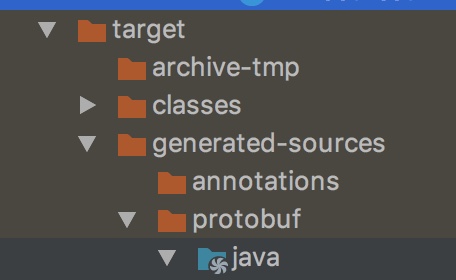 target
archive-tmp
classes
generated-sources
annotations
protobuf
java